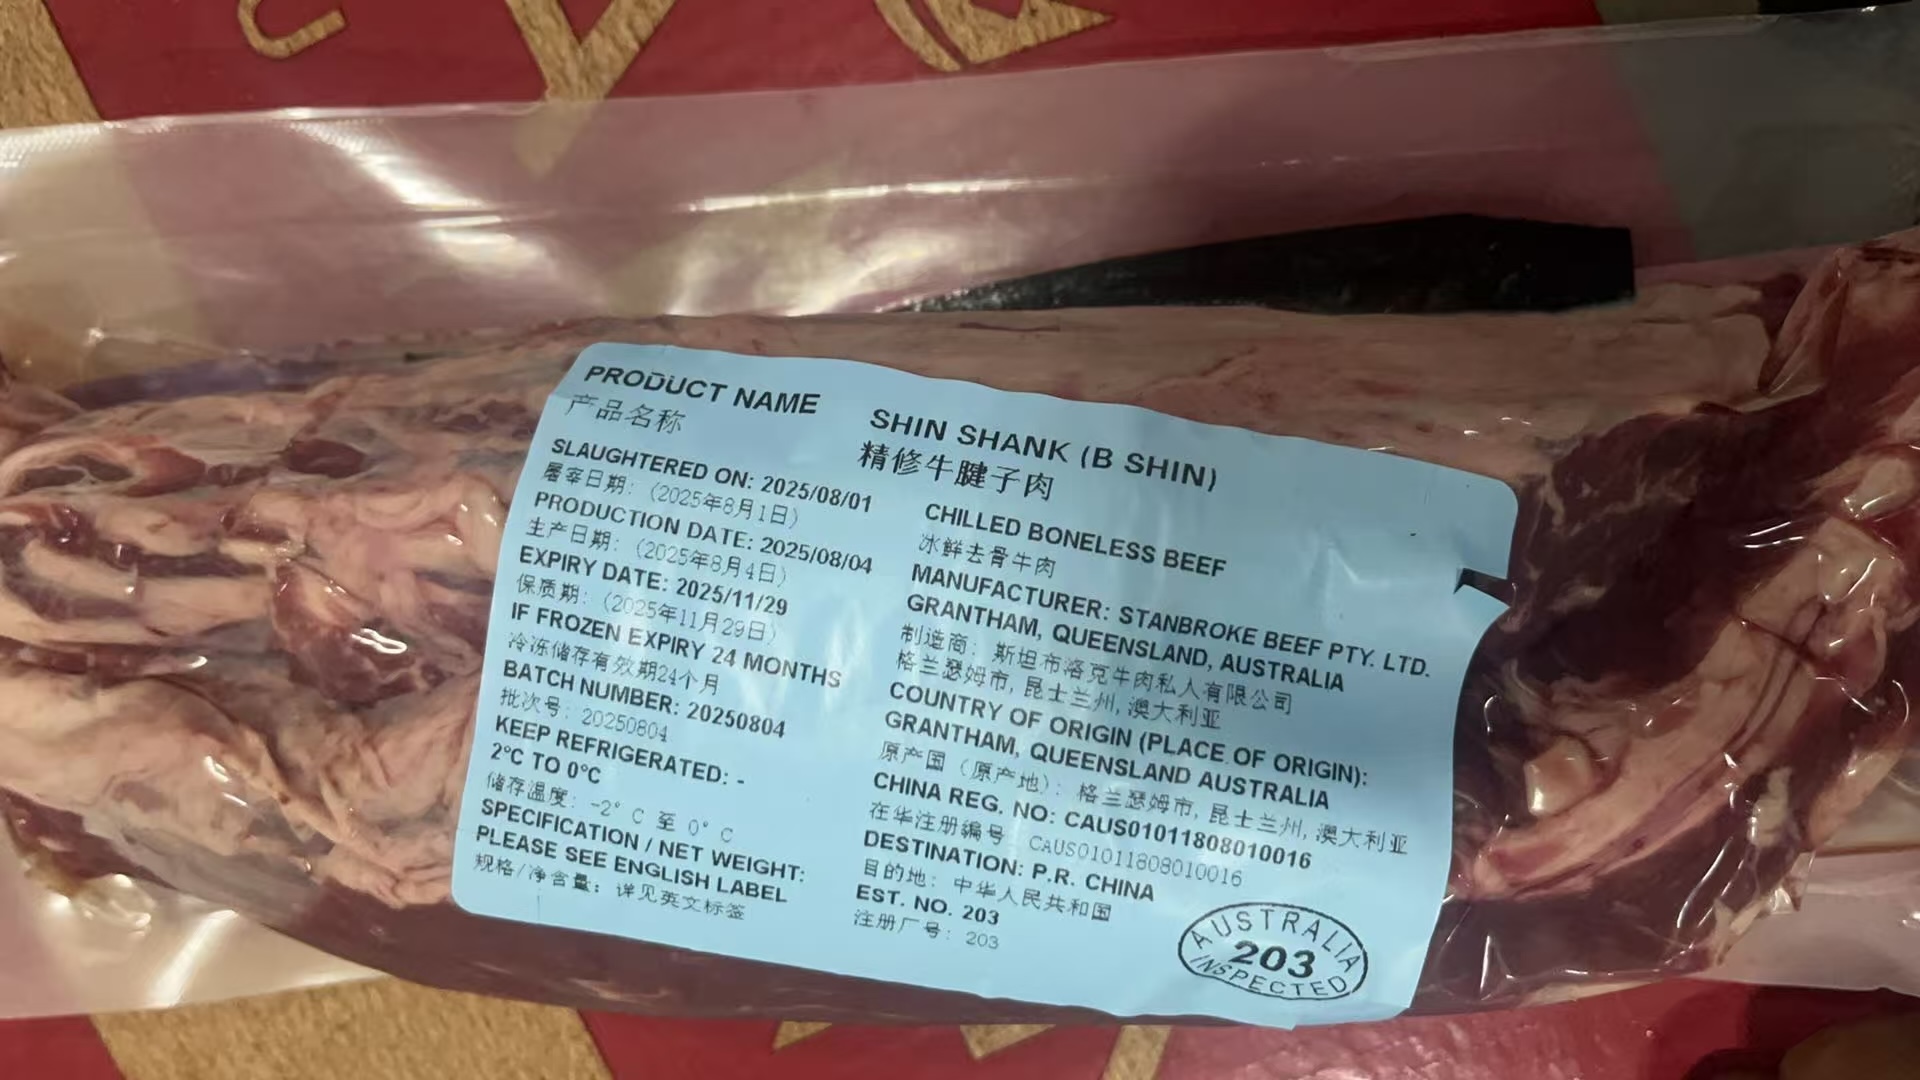 PRODUCT NAME
产品名称
SLAUGHTERED ON: 2025/08/01
屠宰日期: (2025年8月1日)
PRODUCTION DATE: 2025/08/04
生产日期: (2025年8月4日)
EXPIRY DATE: 2025/11/29
保质期: (2025年11月29日)
IF FROZEN EXPIRY 24 MONTHS
冷冻储存有效期24个月
BATCH NUMBER: 20250804
批次号: 20250804
KEEP REFRIGERATED: -
2°C TO 0°C
储存温度: -2° C 至 0° C
SPECIFICATION / NET WEIGHT:
PLEASE SEE ENGLISH LABEL
规格/净含量: 详见英文标签
SHIN SHANK (B SHIN)
精修牛腱子肉
CHILLED BONELESS BEEF
冰鲜去骨牛肉
MANUFACTURER: STANBROKE BEEF PTY. LTD.
GRANTHAM, QUEENSLAND, AUSTRALIA
制造商: 斯坦布洛克牛肉私人有限公司
格兰瑟姆市, 昆士兰州, 澳大利亚
COUNTRY OF ORIGIN (PLACE OF ORIGIN):
GRANTHAM, QUEENSLAND AUSTRALIA
原产国 (原产地): 格兰瑟姆市, 昆士兰州, 澳大利亚
CHINA REG. NO: CAUS010118080​10016
在华注册编号 CAUS01011808010016
DESTINATION: P.R. CHINA
目的地: 中华人民共和国
EST. NO. 203
注册厂号: 203
AUSTRALIA
203
INSPECTED